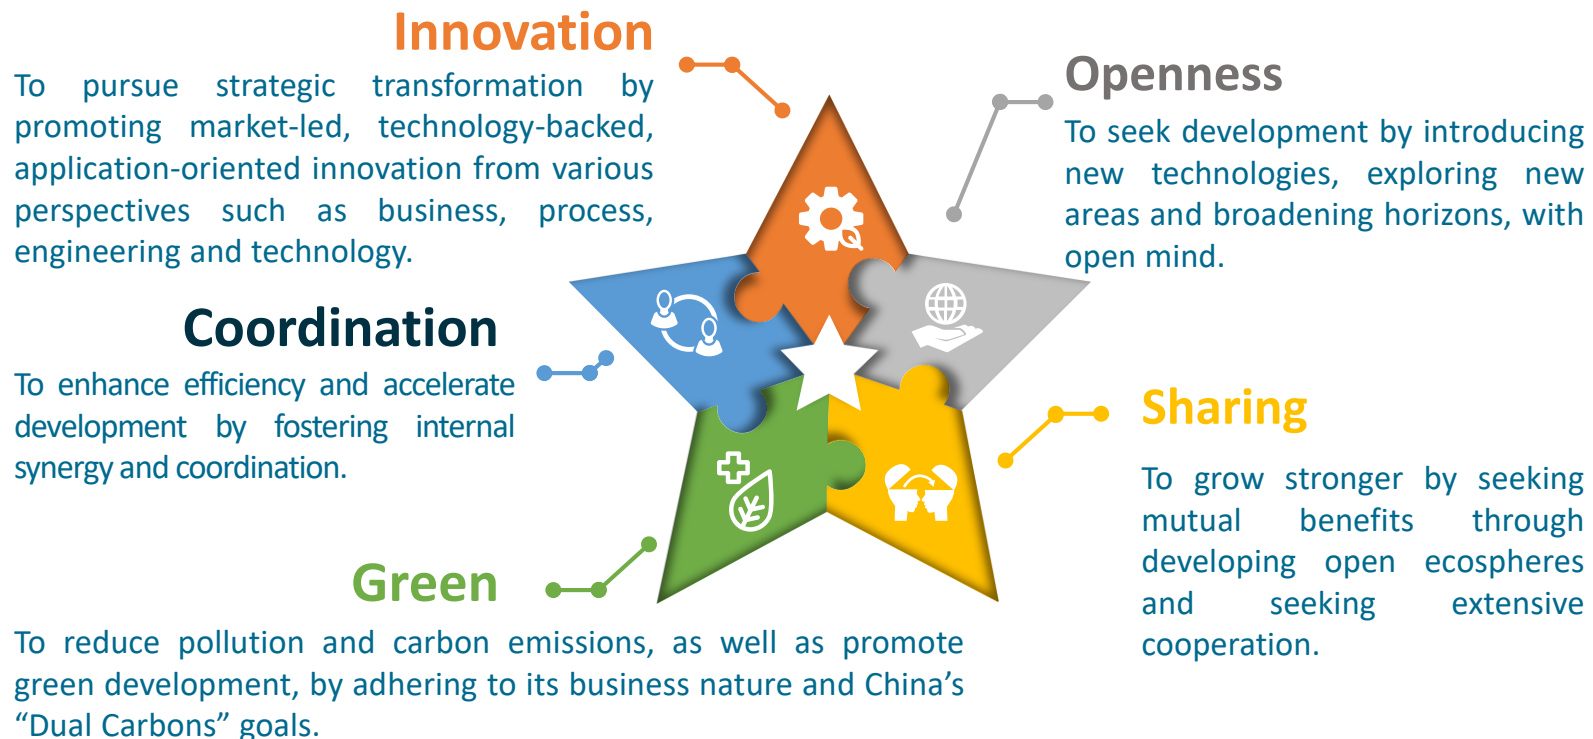 Innovation
To pursue strategic transformation by
promoting market-led, technology-backed,
application-oriented innovation from various
perspectives such as business, process,
engineering and technology.
Openness
To seek development by introducing
new technologies, exploring new
areas and broadening horizons, with
open mind.
Coordination
To enhance efficiency and accelerate
development by fostering internal
synergy and coordination.
Sharing
To grow stronger by seeking
mutual benefits through
developing open ecospheres
and seeking extensive
cooperation.
Green
To reduce pollution and carbon emissions, as well as promote
green development, by adhering to its business nature and China’s
“Dual Carbons” goals.